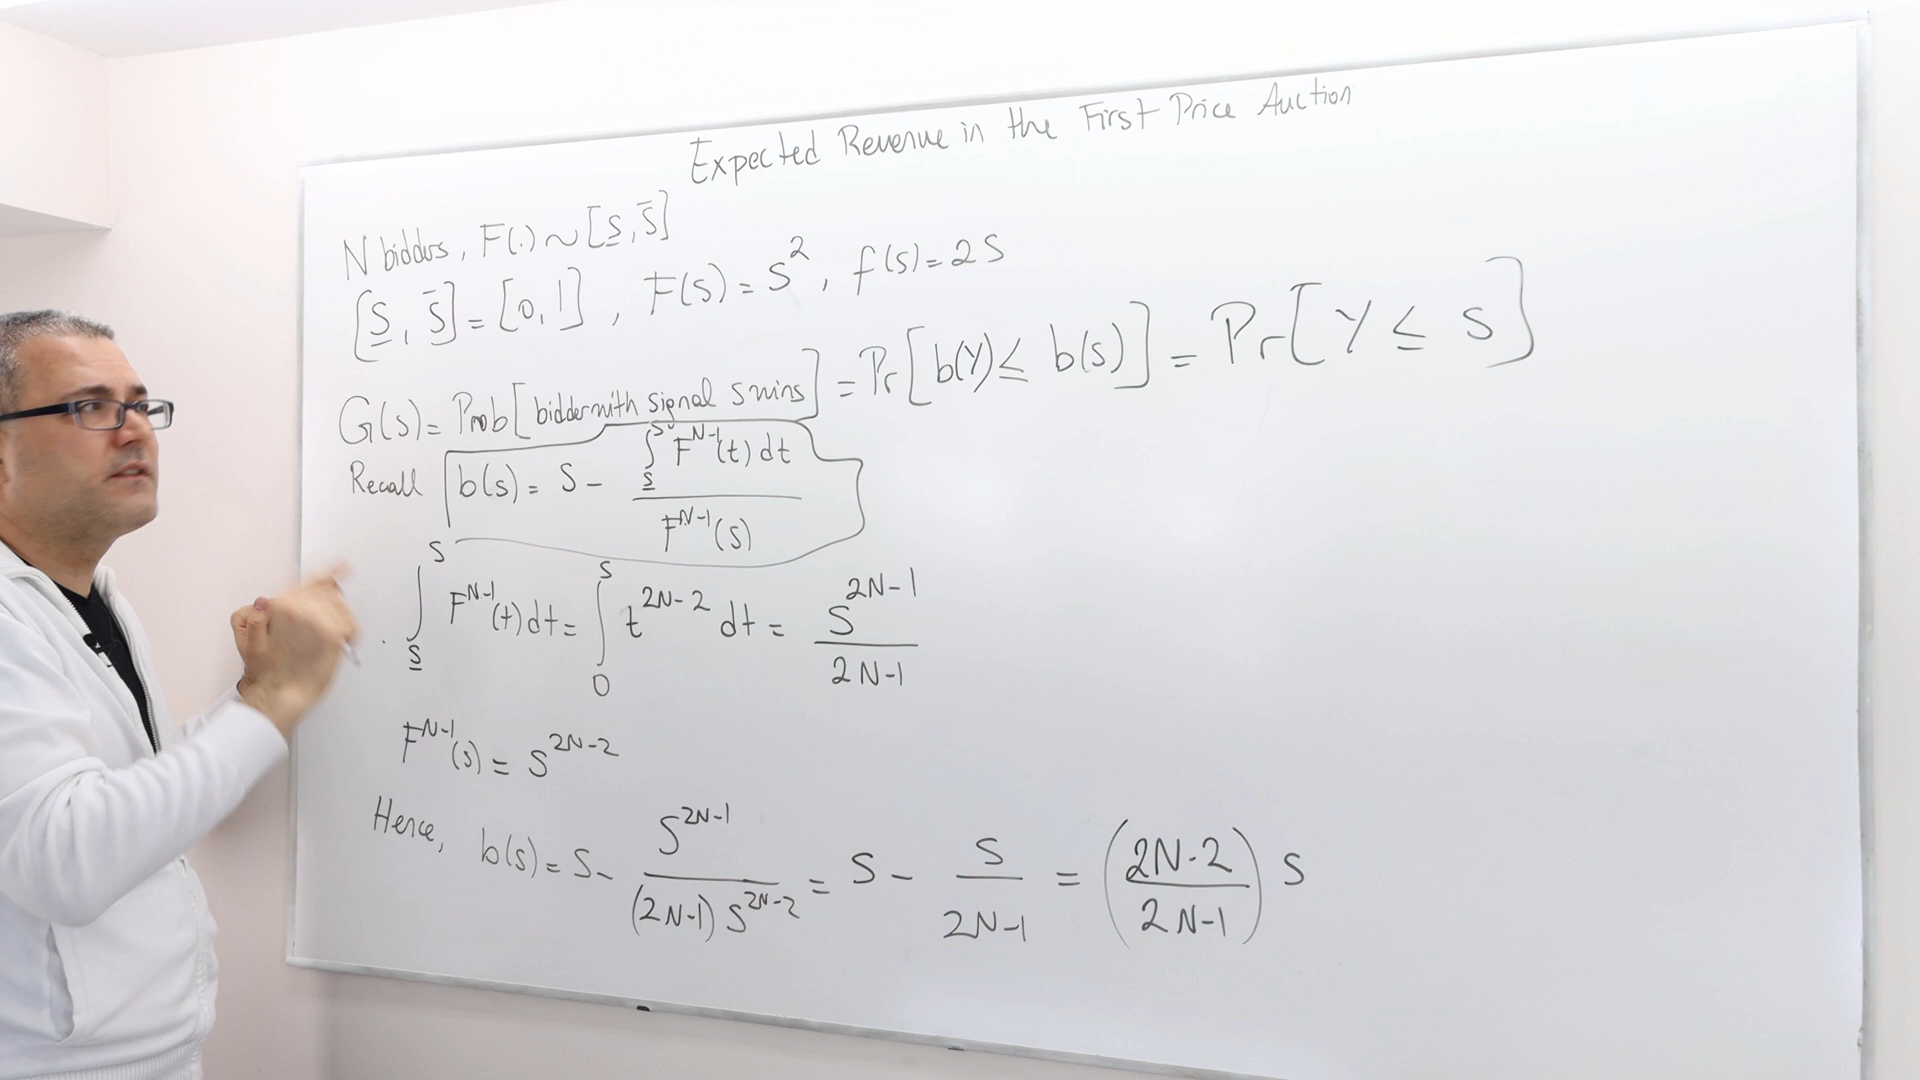 Expected Revenue in the First Price Auction
N bidders, F(.) ~ [s̲, s̄]
[s̲, s̄] = [0, 1], F(s) = s², f(s) = 2s
G(s) = Prob[bidder with signal s wins] = Pr[b(Y) ≤ b(s)] = Pr[Y ≤ s]
Recall b(s) = s - ∫_s̲^s F^{N-1}(t) dt / F^{N-1}(s)
∫_s̲^s F^{N-1}(t) dt = ∫_0^s t^{2N-2} dt = s^{2N-1} / 2N-1
F^{N-1}(s) = s^{2N-2}
Hence, b(s) = s - s^{2N-1} / (2N-1) s^{2N-2} = s - s / 2N-1 = (2N-2 / 2N-1) s